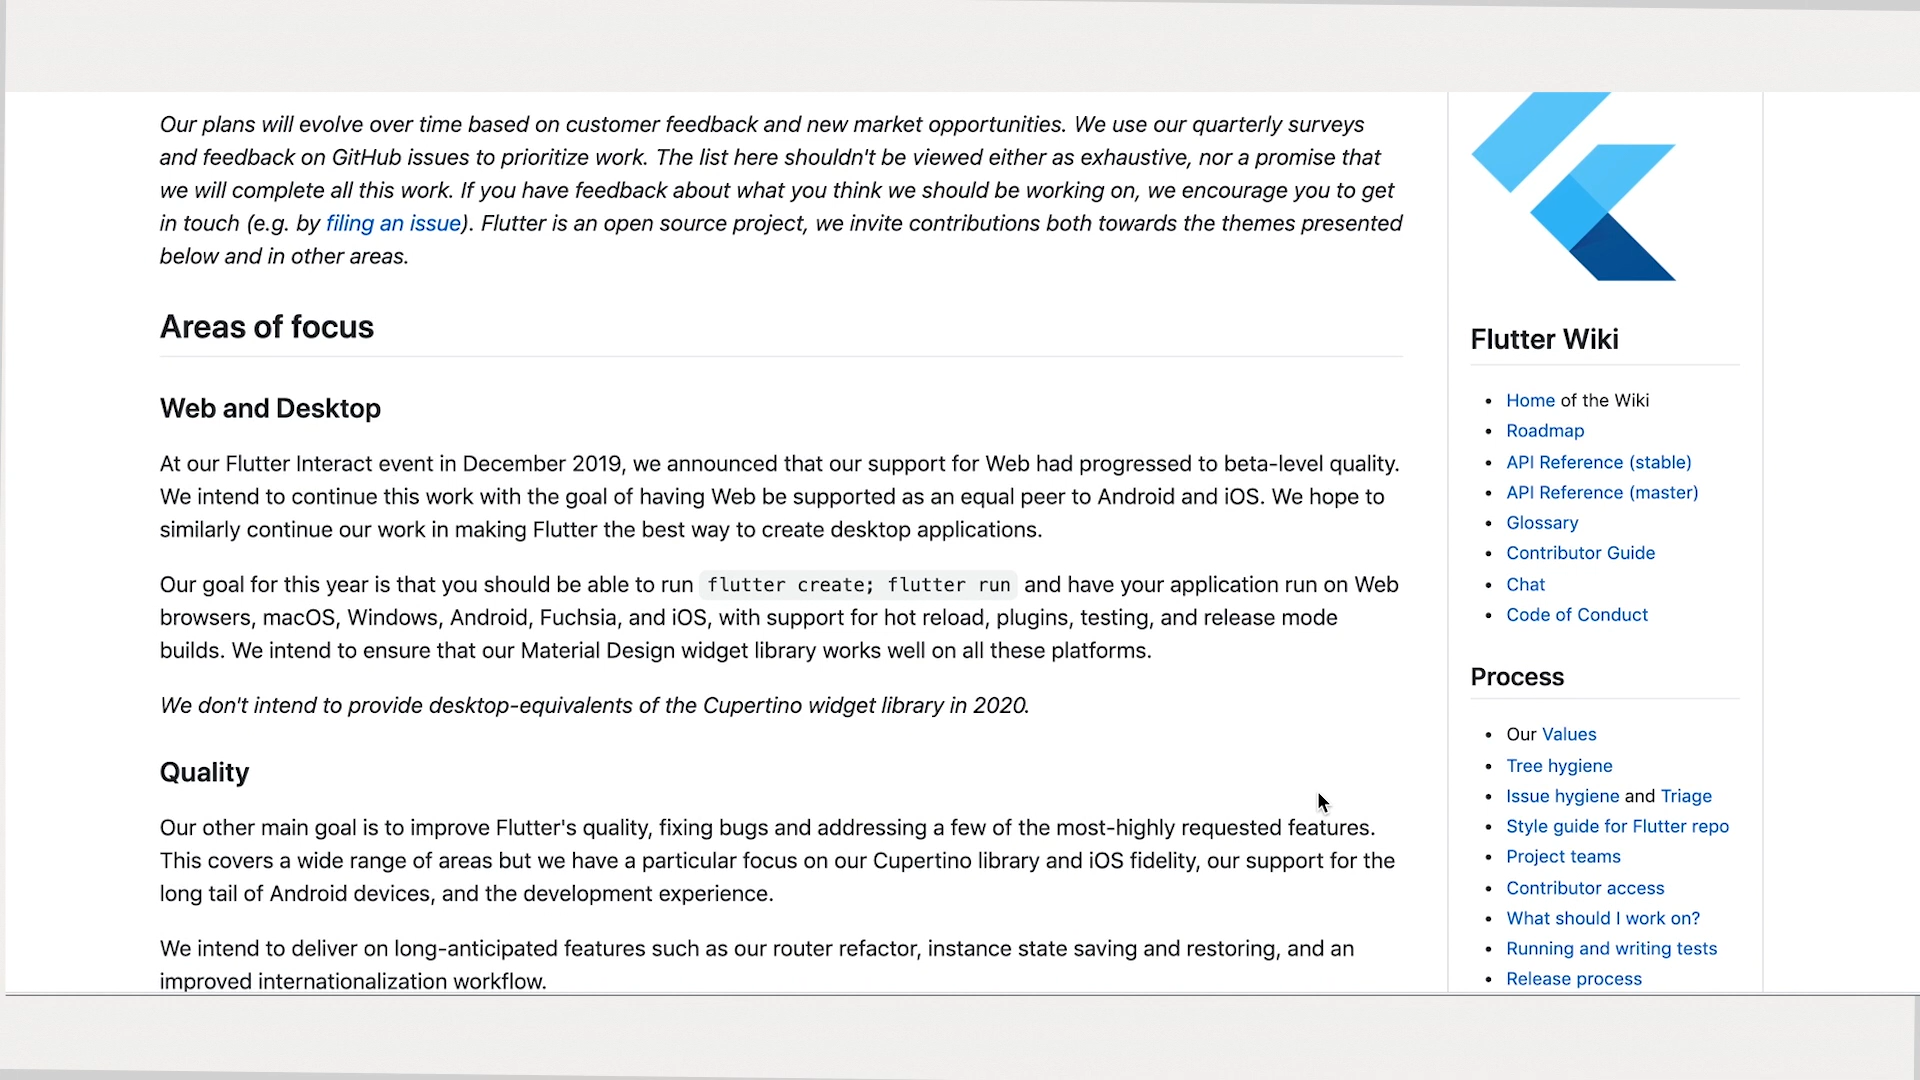 Our plans will evolve over time based on customer feedback and new market opportunities. We use our quarterly surveys
and feedback on GitHub issues to prioritize work. The list here shouldn't be viewed either as exhaustive, nor a promise that
we will complete all this work. If you have feedback about what you think we should be working on, we encourage you to get
in touch (e.g. by filing an issue). Flutter is an open source project, we invite contributions both towards the themes presented
below and in other areas.
Areas of focus
Web and Desktop
At our Flutter Interact event in December 2019, we announced that our support for Web had progressed to beta-level quality.
We intend to continue this work with the goal of having Web be supported as an equal peer to Android and iOS. We hope to
similarly continue our work in making Flutter the best way to create desktop applications.
Our goal for this year is that you should be able to run flutter create; flutter run and have your application run on Web
browsers, macOS, Windows, Android, Fuchsia, and iOS, with support for hot reload, plugins, testing, and release mode
builds. We intend to ensure that our Material Design widget library works well on all these platforms.
We don't intend to provide desktop-equivalents of the Cupertino widget library in 2020.
Quality
Our other main goal is to improve Flutter's quality, fixing bugs and addressing a few of the most-highly requested features.
This covers a wide range of areas but we have a particular focus on our Cupertino library and iOS fidelity, our support for the
long tail of Android devices, and the development experience.
We intend to deliver on long-anticipated features such as our router refactor, instance state saving and restoring, and an
improved internationalization workflow.
Flutter Wiki
• Home of the Wiki
• Roadmap
• API Reference (stable)
• API Reference (master)
• Glossary
• Contributor Guide
• Chat
• Code of Conduct
Process
• Our Values
• Tree hygiene
• Issue hygiene and Triage
• Style guide for Flutter repo
• Project teams
• Contributor access
• What should I work on?
• Running and writing tests
• Release process